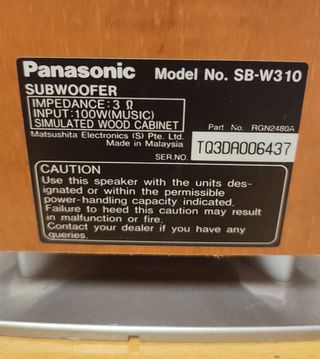 Panasonic Model No. SB-W310
SUBWOOFER
IMPEDANCE: 3 Ω
INPUT: 100W(MUSIC)
SIMULATED WOOD CABINET
Matsushita Electronics (S) Pte. Ltd.
Made in Malaysia
Part No. RGN2480A
SER.NO. TQ3DA006437
CAUTION
Use this speaker with the units des-
ignated or within the permissible
power-handling capacity indicated.
Failure to heed this caution may result
in malfunction or fire.
Contact your dealer if you have any
queries.